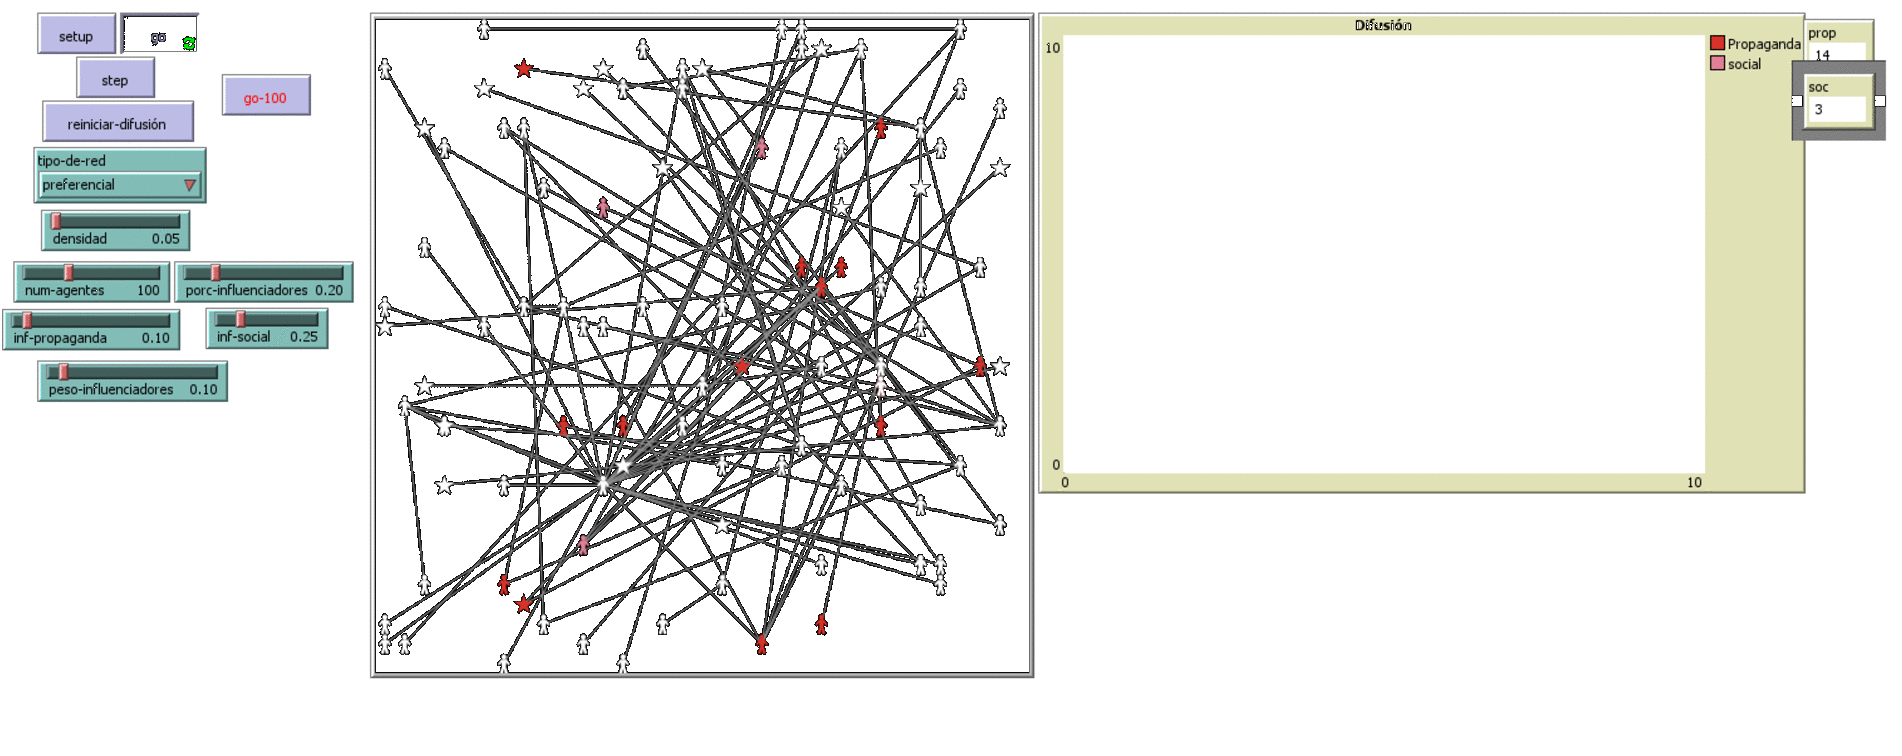 setup
go
step
go-100
reiniciar-difusión
tipo-de-red
preferencial
densidad 0.05
num-agentes 100
porc-influenciadores 0.20
inf-propaganda 0.10
inf-social 0.25
peso-influenciadores 0.10
Difusión
10
0
0
10
Propaganda
social
prop
14
soc
3